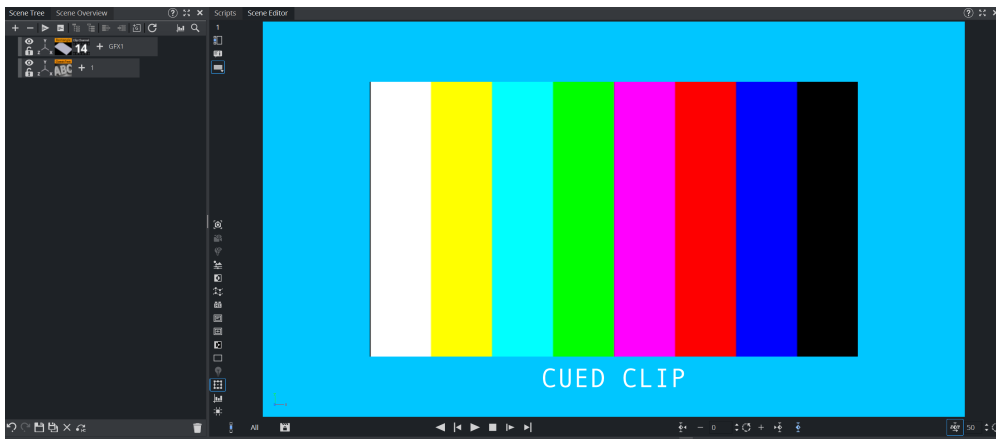 Scene Tree Scene Overview
Scripts Scene Editor
1
14 GFX1
ABC 1
CUED CLIP
All
0
50